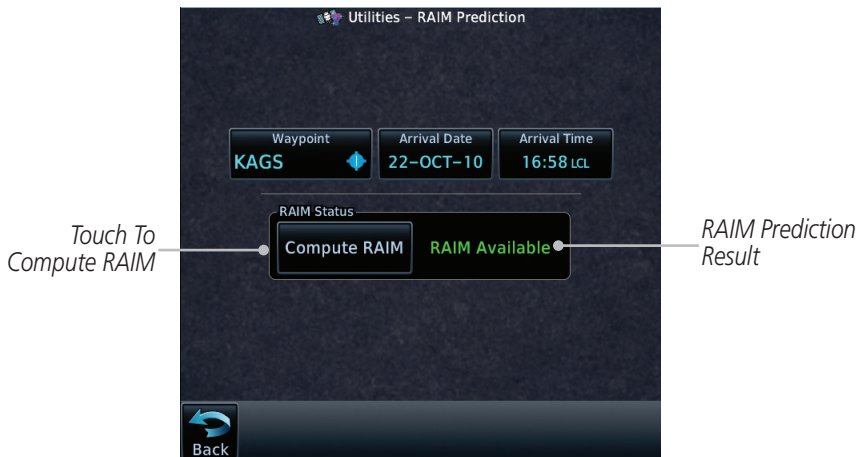 Utilities – RAIM Prediction
Waypoint
KAGS
Arrival Date
22–OCT–10
Arrival Time
16:58 LCL
RAIM Status
Compute RAIM
RAIM Available
Touch To
Compute RAIM
RAIM Prediction
Result
Back